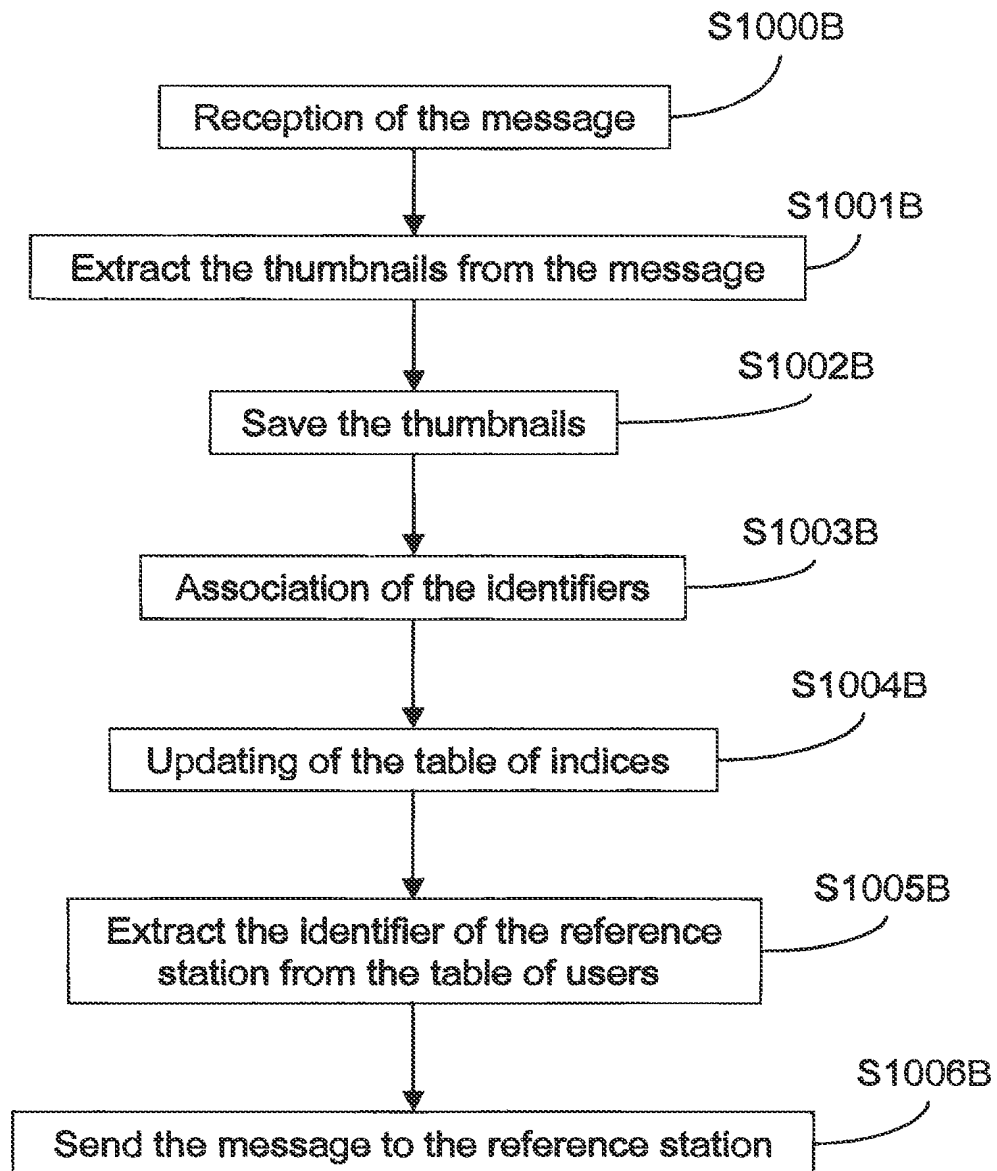 S1000B
Reception of the message
S1001B
Extract the thumbnails from the message
S1002B
Save the thumbnails
S1003B
Association of the identifiers
S1004B
Updating of the table of indices
S1005B
Extract the identifier of the reference
station from the table of users
S1006B
Send the message to the reference station